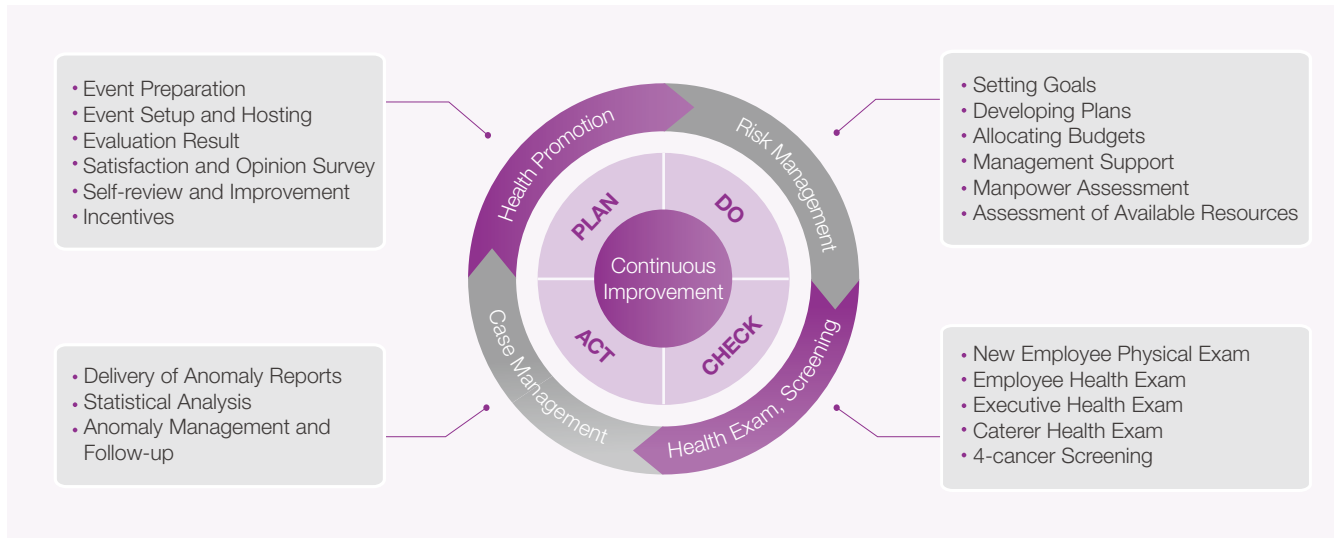 • Event Preparation
• Event Setup and Hosting
• Evaluation Result
• Satisfaction and Opinion Survey
• Self-review and Improvement
• Incentives
• Setting Goals
• Developing Plans
• Allocating Budgets
• Management Support
• Manpower Assessment
• Assessment of Available Resources
Health Promotion
Risk Management
PLAN
DO
Continuous
Improvement
ACT
CHECK
Case Management
Health Exam, Screening
• Delivery of Anomaly Reports
• Statistical Analysis
• Anomaly Management and
Follow-up
• New Employee Physical Exam
• Employee Health Exam
• Executive Health Exam
• Caterer Health Exam
• 4-cancer Screening